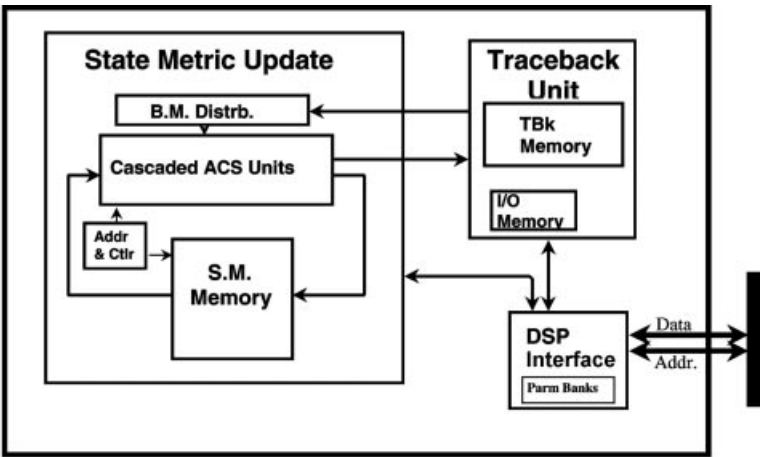 State Metric Update
B.M. Distrb.
Cascaded ACS Units
Addr
& Ctlr
S.M.
Memory
Traceback
Unit
TBk
Memory
I/O
Memory
DSP
Interface
Parm Banks
Data
Addr.